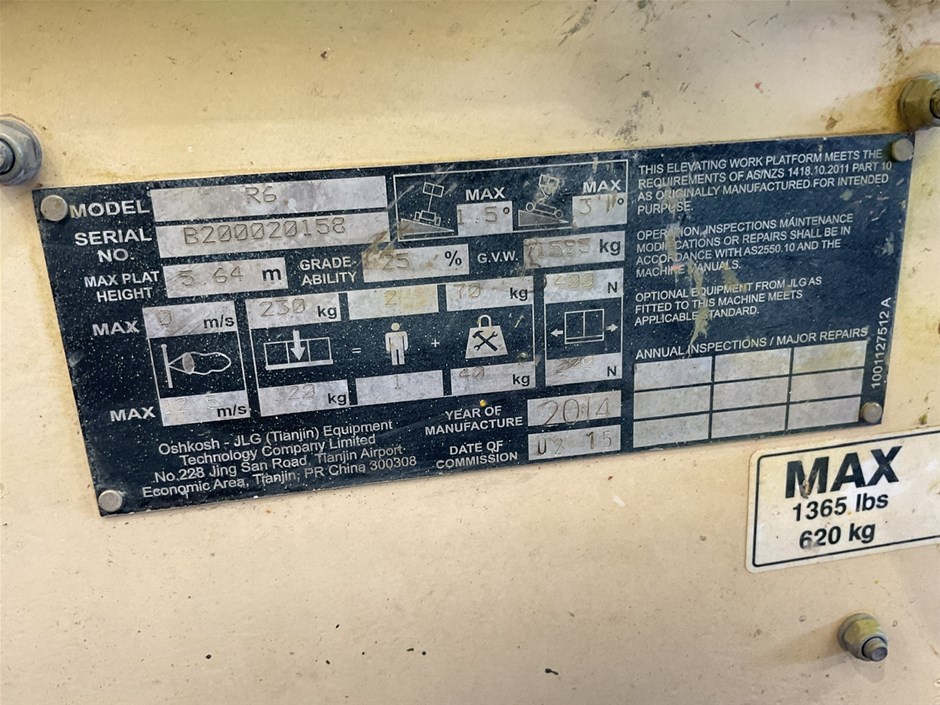 MODEL R6
SERIAL NO. B200020158
MAX PLAT HEIGHT 5.64 m
GRADE-ABILITY 25 %
MAX 1.5°
MAX 3°
G.V.W. kg
MAX 0 m/s
230 kg = 2 + 70 kg
400 N
MAX m/s
kg 1 40 kg
N
YEAR OF MANUFACTURE 2014
DATE OF COMMISSION 02 15
Oshkosh - JLG (Tianjin) Equipment
Technology Company Limited
No.228 Jing San Road, Tianjin Airport
Economic Area, Tianjin, PR China 300308
THIS ELEVATING WORK PLATFORM MEETS THE
REQUIREMENTS OF AS/NZS 1418.10.2011 PART 10
AS ORIGINALLY MANUFACTURED FOR INTENDED
PURPOSE.
OPERATION, INSPECTIONS MAINTENANCE
MODIFICATIONS OR REPAIRS SHALL BE IN
ACCORDANCE WITH AS2550.10 AND THE
MACHINE MANUALS.
OPTIONAL EQUIPMENT FROM JLG AS
FITTED TO THIS MACHINE MEETS
APPLICABLE STANDARD.
ANNUAL INSPECTIONS / MAJOR REPAIRS
1001127512 A
MAX
1365 lbs
620 kg